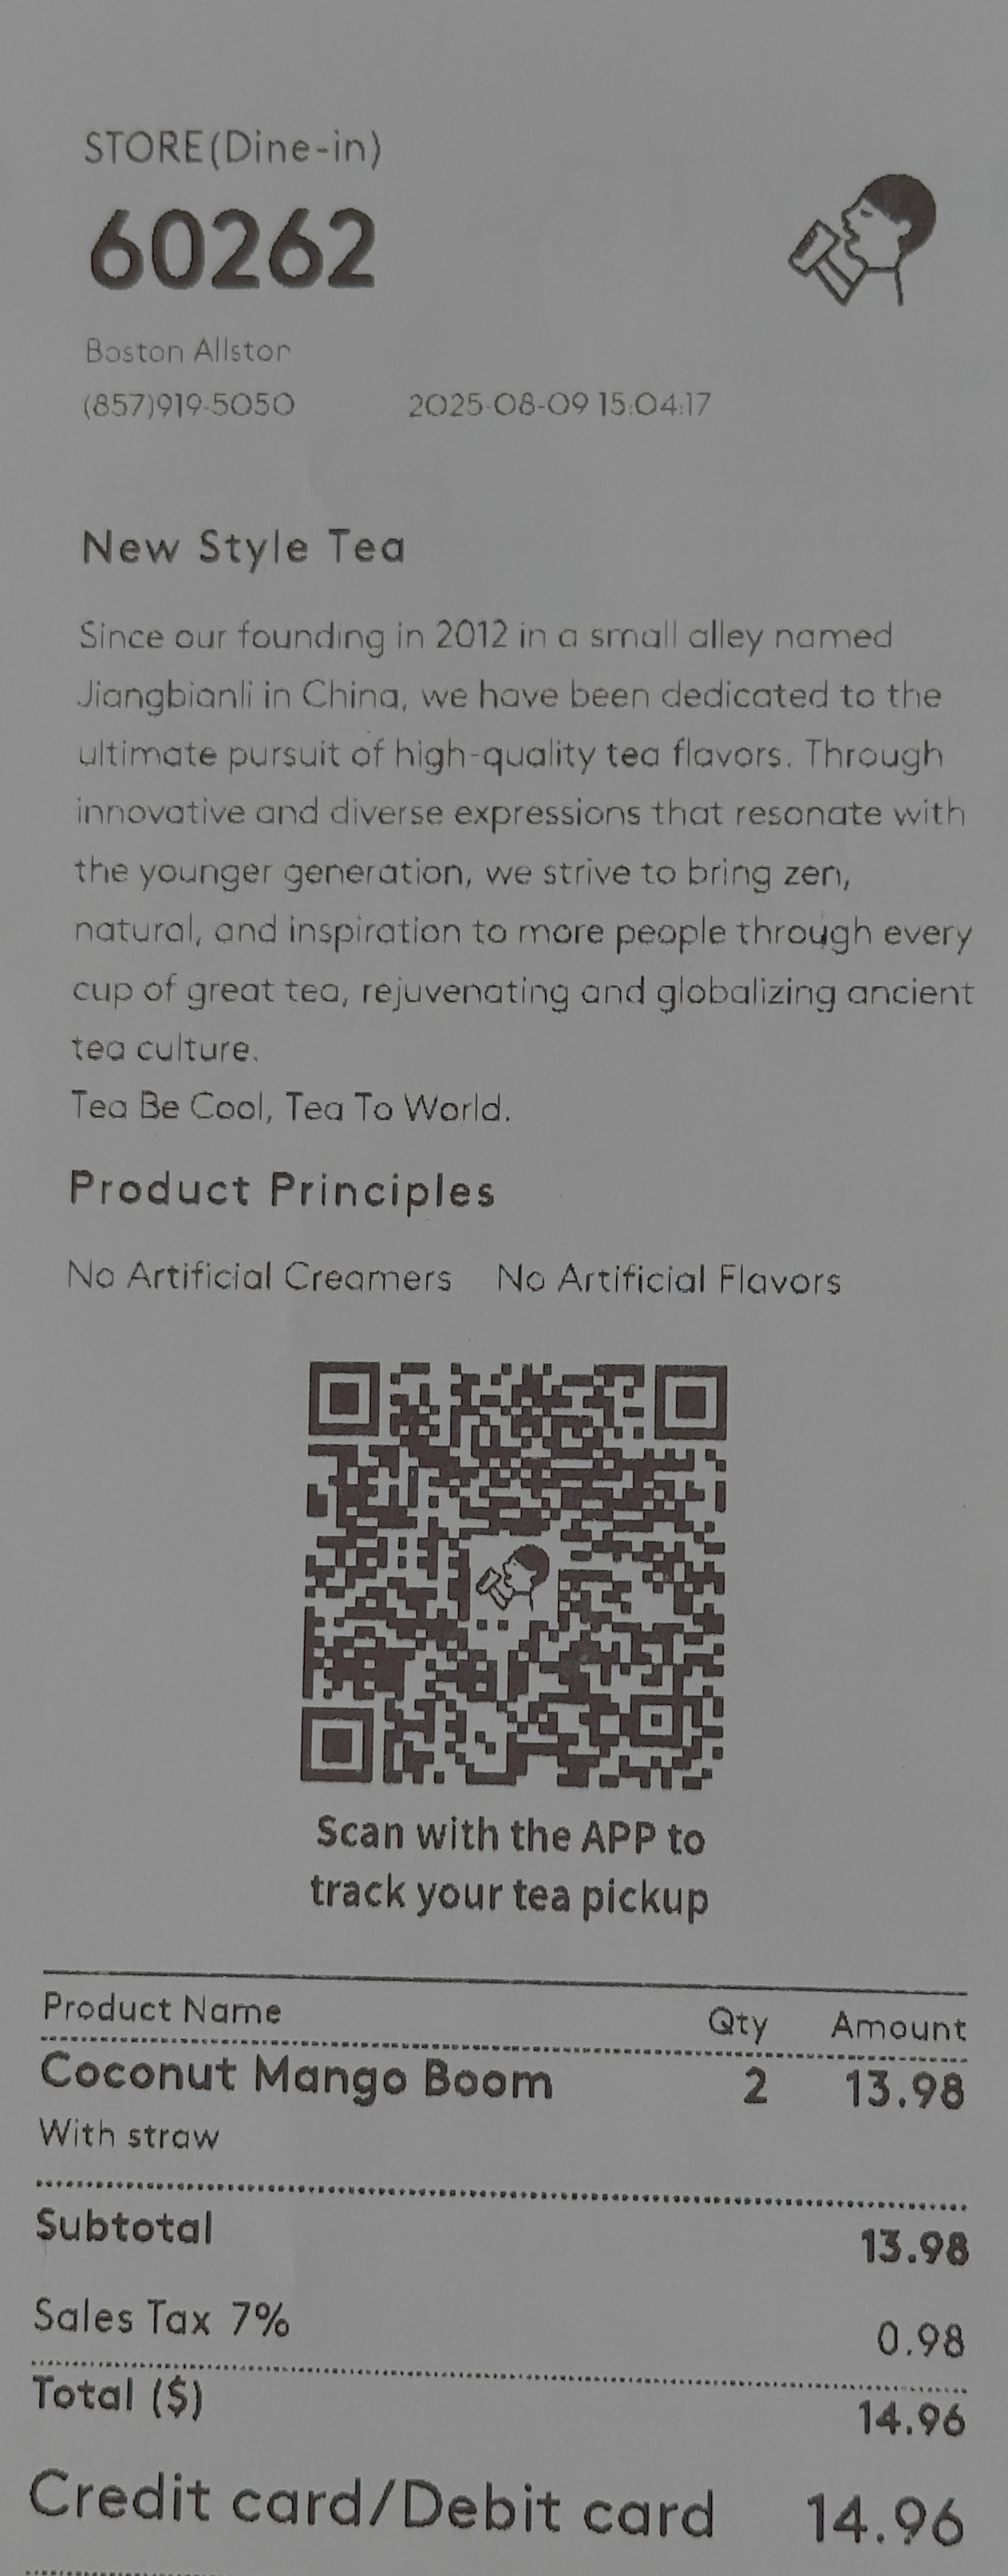 STORE(Dine-in)
60262
Boston Allston
(857)919-5050 2025-08-09 15:04:17
New Style Tea
Since our founding in 2012 in a small alley named
Jiangbianli in China, we have been dedicated to the
ultimate pursuit of high-quality tea flavors. Through
innovative and diverse expressions that resonate with
the younger generation, we strive to bring zen,
natural, and inspiration to more people through every
cup of great tea, rejuvenating and globalizing ancient
tea culture.
Tea Be Cool, Tea To World.
Product Principles
No Artificial Creamers No Artificial Flavors
Scan with the APP to
track your tea pickup
Product Name Qty Amount
Coconut Mango Boom 2 13.98
With straw
Subtotal 13.98
Sales Tax 7% 0.98
Total ($) 14.96
Credit card/Debit card 14.96